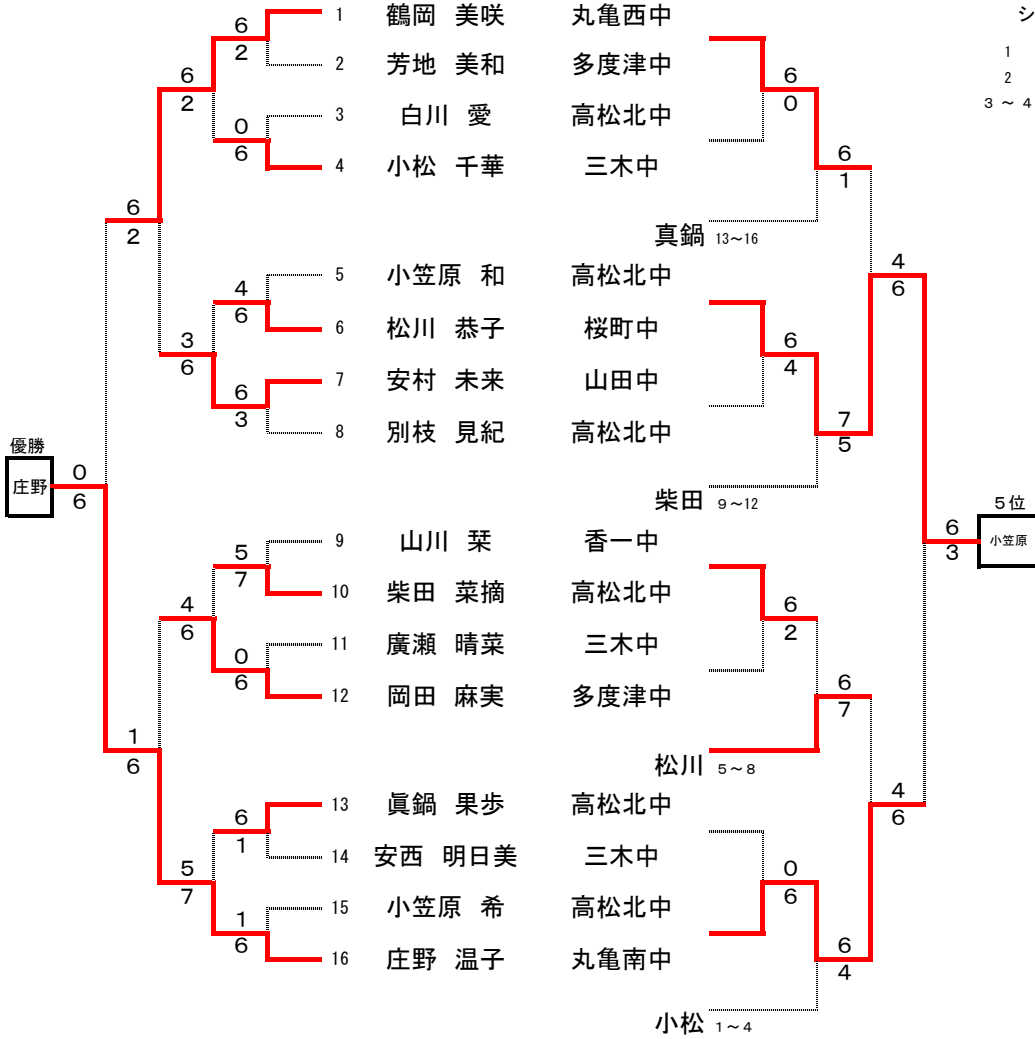 シ
1
2
3 ~ 4
1 鶴岡 美咲 丸亀西中
6
2
2 芳地 美和 多度津中
6
2
6
0
3 白川 愛 高松北中
0
6
4 小松 千華 三木中
6
1
6
2
真鍋 13~16
5 小笠原 和 高松北中
4
6
4
6
6 松川 恭子 桜町中
3
6
6
4
7 安村 未来 山田中
6
3
8 別枝 見紀 高松北中
7
5
優勝
庄野
0
6
柴田 9~12
5位
小笠原
6
3
9 山川 栞 香一中
5
7
10 柴田 菜摘 高松北中
4
6
6
2
11 廣瀬 晴菜 三木中
0
6
12 岡田 麻実 多度津中
6
7
1
6
松川 5~8
13 眞鍋 果歩 高松北中
6
1
4
6
14 安西 明日美 三木中
5
7
0
6
15 小笠原 希 高松北中
1
6
16 庄野 温子 丸亀南中
6
4
小松 1~4